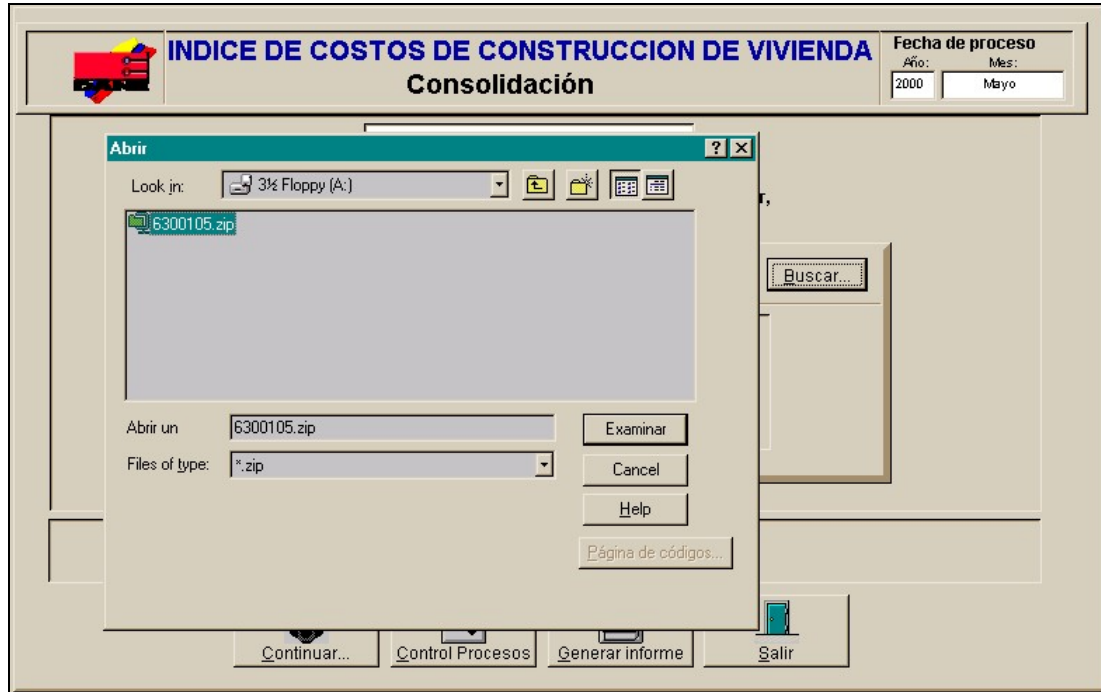 INDICE DE COSTOS DE CONSTRUCCION DE VIVIENDA
Consolidación
Fecha de proceso
Año: Mes:
2000 Mayo
Abrir
Look in: 3½ Floppy (A:)
6300105.zip
r,
Buscar...
Abrir un 6300105.zip
Examinar
Files of type: *.zip
Cancel
Help
Página de códigos...
Continuar... Control Procesos Generar informe Salir